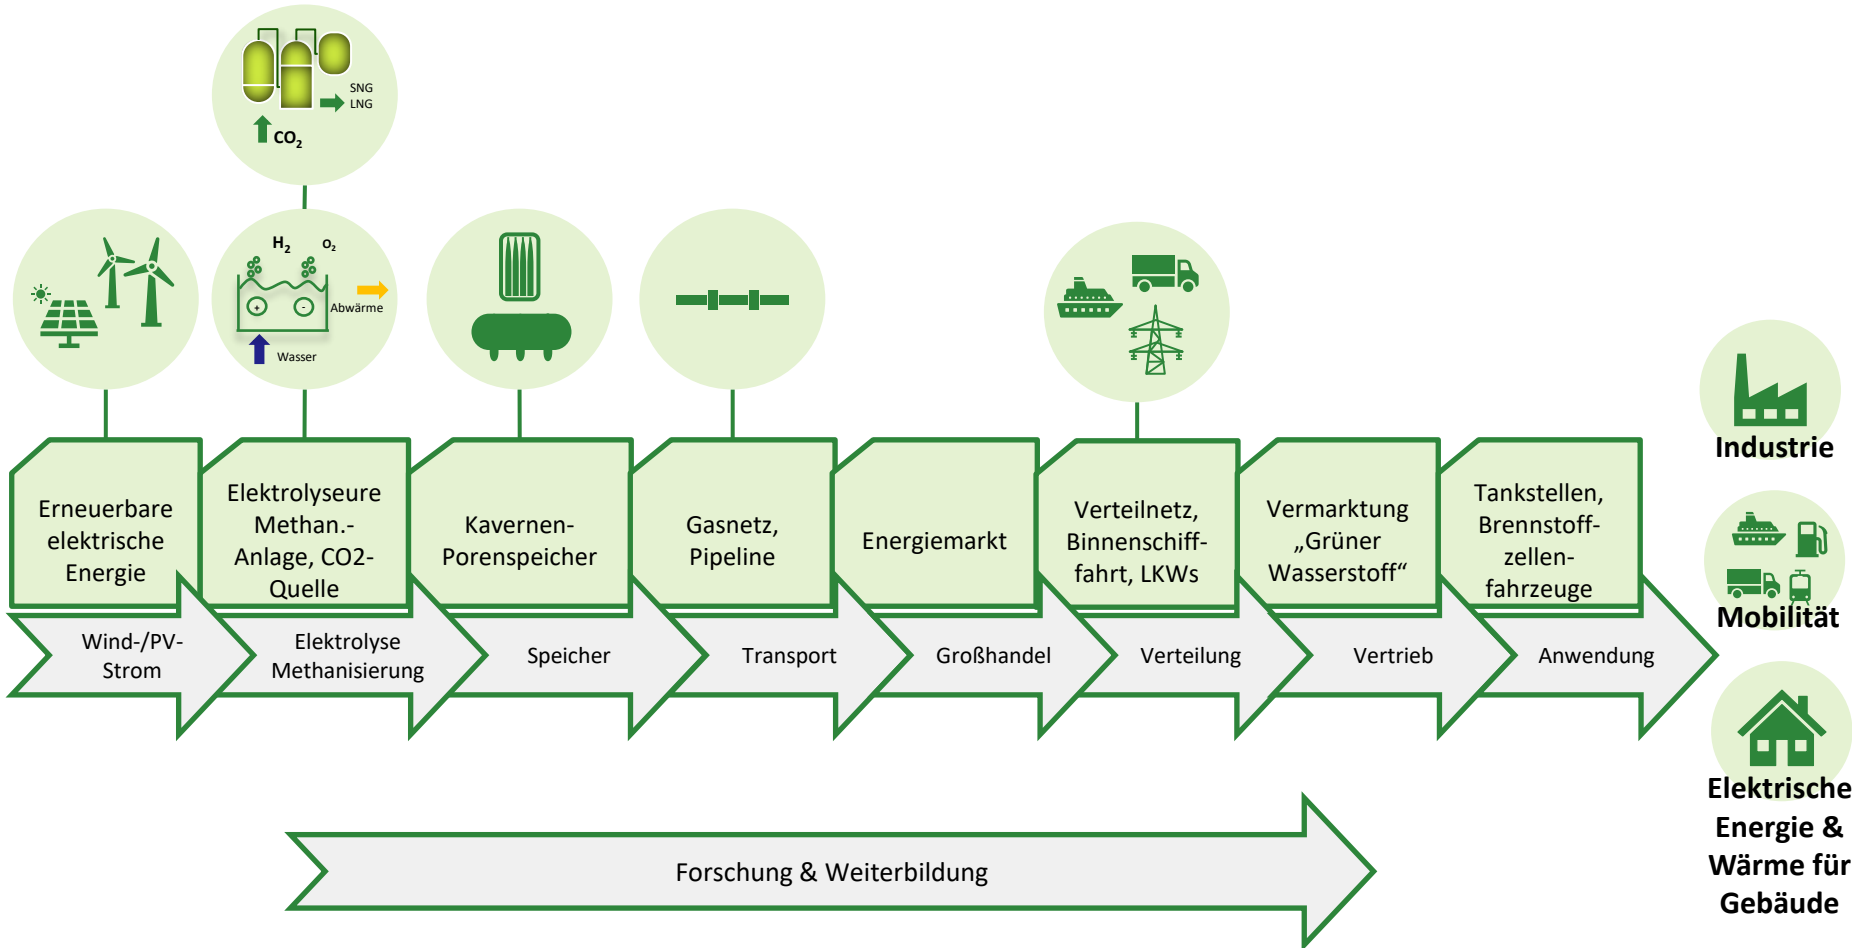 SNG
LNG
CO₂
H₂
O₂
+
-
Abwärme
Wasser
Erneuerbare
elektrische
Energie
Elektrolyseure
Methan.-
Anlage, CO2-
Quelle
Kavernen-
Porenspeicher
Gasnetz,
Pipeline
Energiemarkt
Verteilnetz,
Binnenschiff-
fahrt, LKWs
Vermarktung
„Grüner
Wasserstoff“
Tankstellen,
Brennstoff-
zellen-
fahrzeuge
Wind-/PV-
Strom
Elektrolyse
Methanisierung
Speicher
Transport
Großhandel
Verteilung
Vertrieb
Anwendung
Industrie
Mobilität
Elektrische
Energie &
Wärme für
Gebäude
Forschung & Weiterbildung